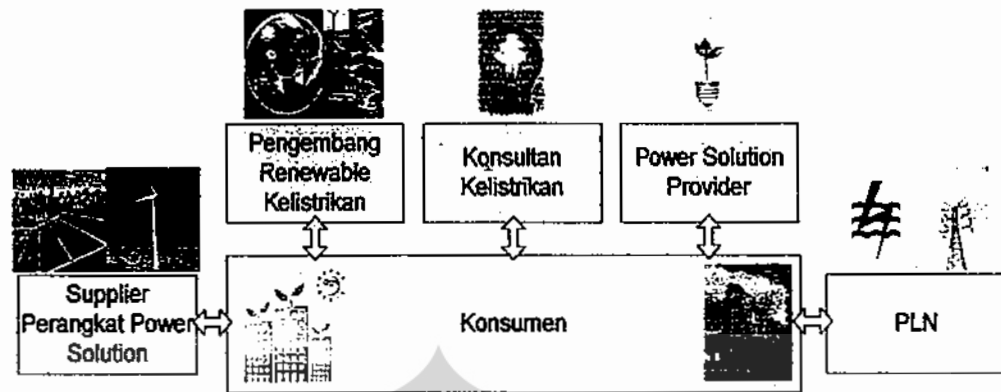 Pengembang
Renewable
Kelistrikan
Konsultan
Kelistrikan
Power Solution
Provider
Supplier
Perangkat Power
Solution
Konsumen
PLN